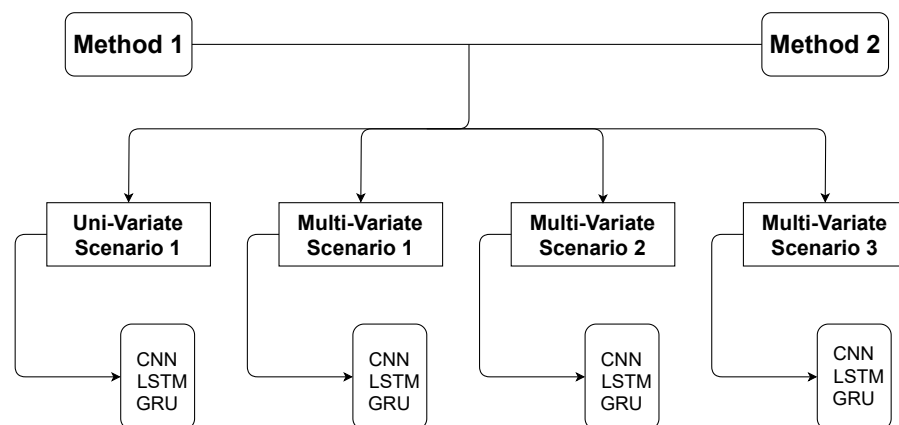 Method 1
Method 2
Uni-Variate
Scenario 1
Multi-Variate
Scenario 1
Multi-Variate
Scenario 2
Multi-Variate
Scenario 3
CNN
LSTM
GRU
CNN
LSTM
GRU
CNN
LSTM
GRU
CNN
LSTM
GRU